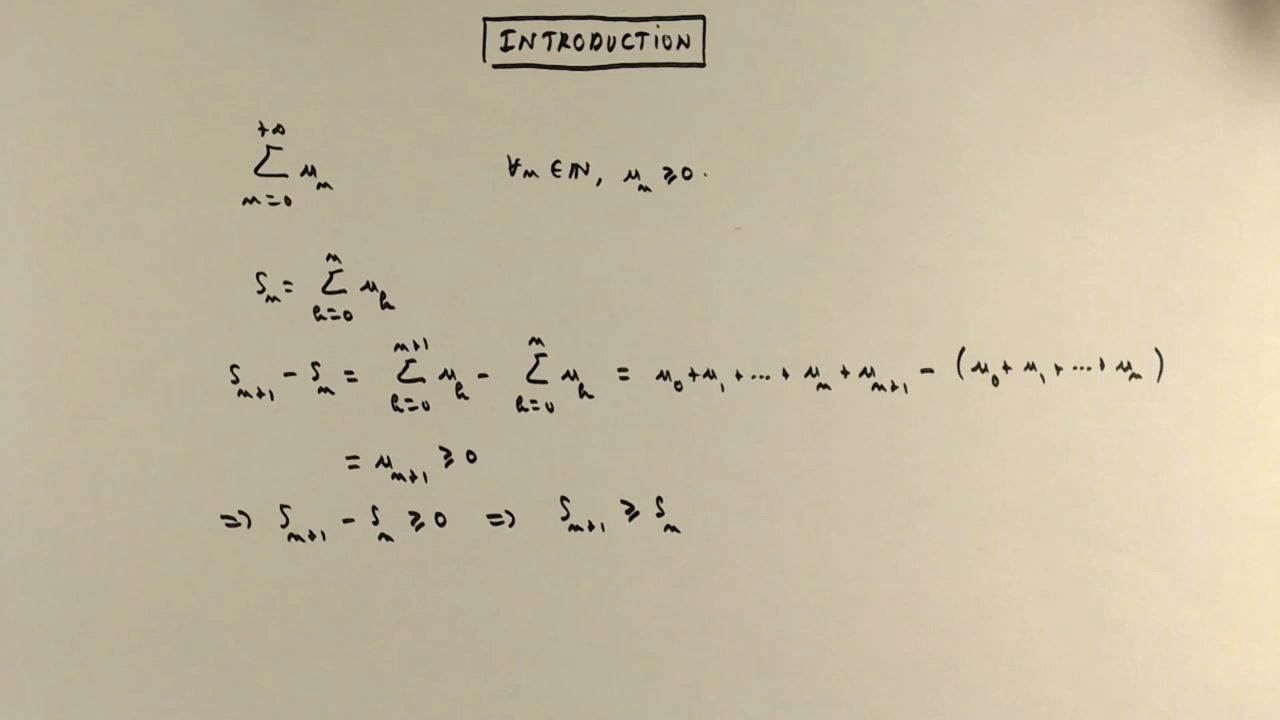 INTRODUCTION
+∞
∑ u_n ∀n ∈ ℕ, u_n ⩾ 0.
n=0
S_n = ∑_{k=0}^{n} u_k
S_{n+1} - S_n = ∑_{k=0}^{n+1} u_k - ∑_{k=0}^{n} u_k = u_0 + u_1 + ... + u_n + u_{n+1} - (u_0 + u_1 + ... + u_n)
= u_{n+1} ⩾ 0
=> S_{n+1} - S_n ⩾ 0 => S_{n+1} ⩾ S_n